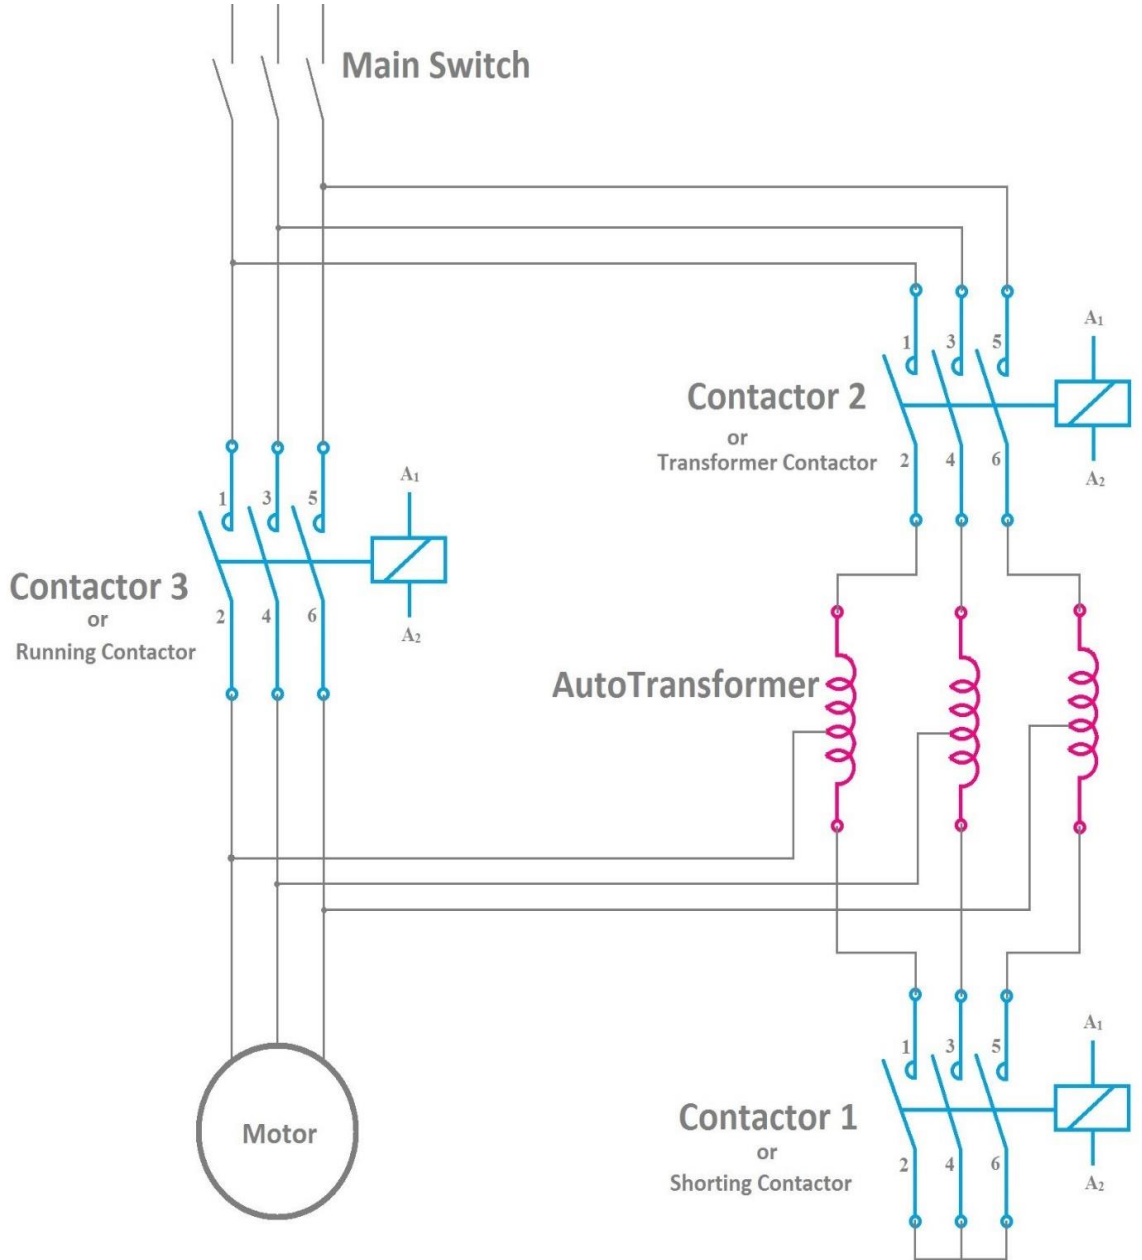 Main Switch
A₁
1 3 5
Contactor 2
or
Transformer Contactor
2 4 6
A₂
A₁
1 3 5
Contactor 3
or
Running Contactor
2 4 6
A₂
AutoTransformer
A₁
1 3 5
Contactor 1
or
Shorting Contactor
2 4 6
A₂
Motor